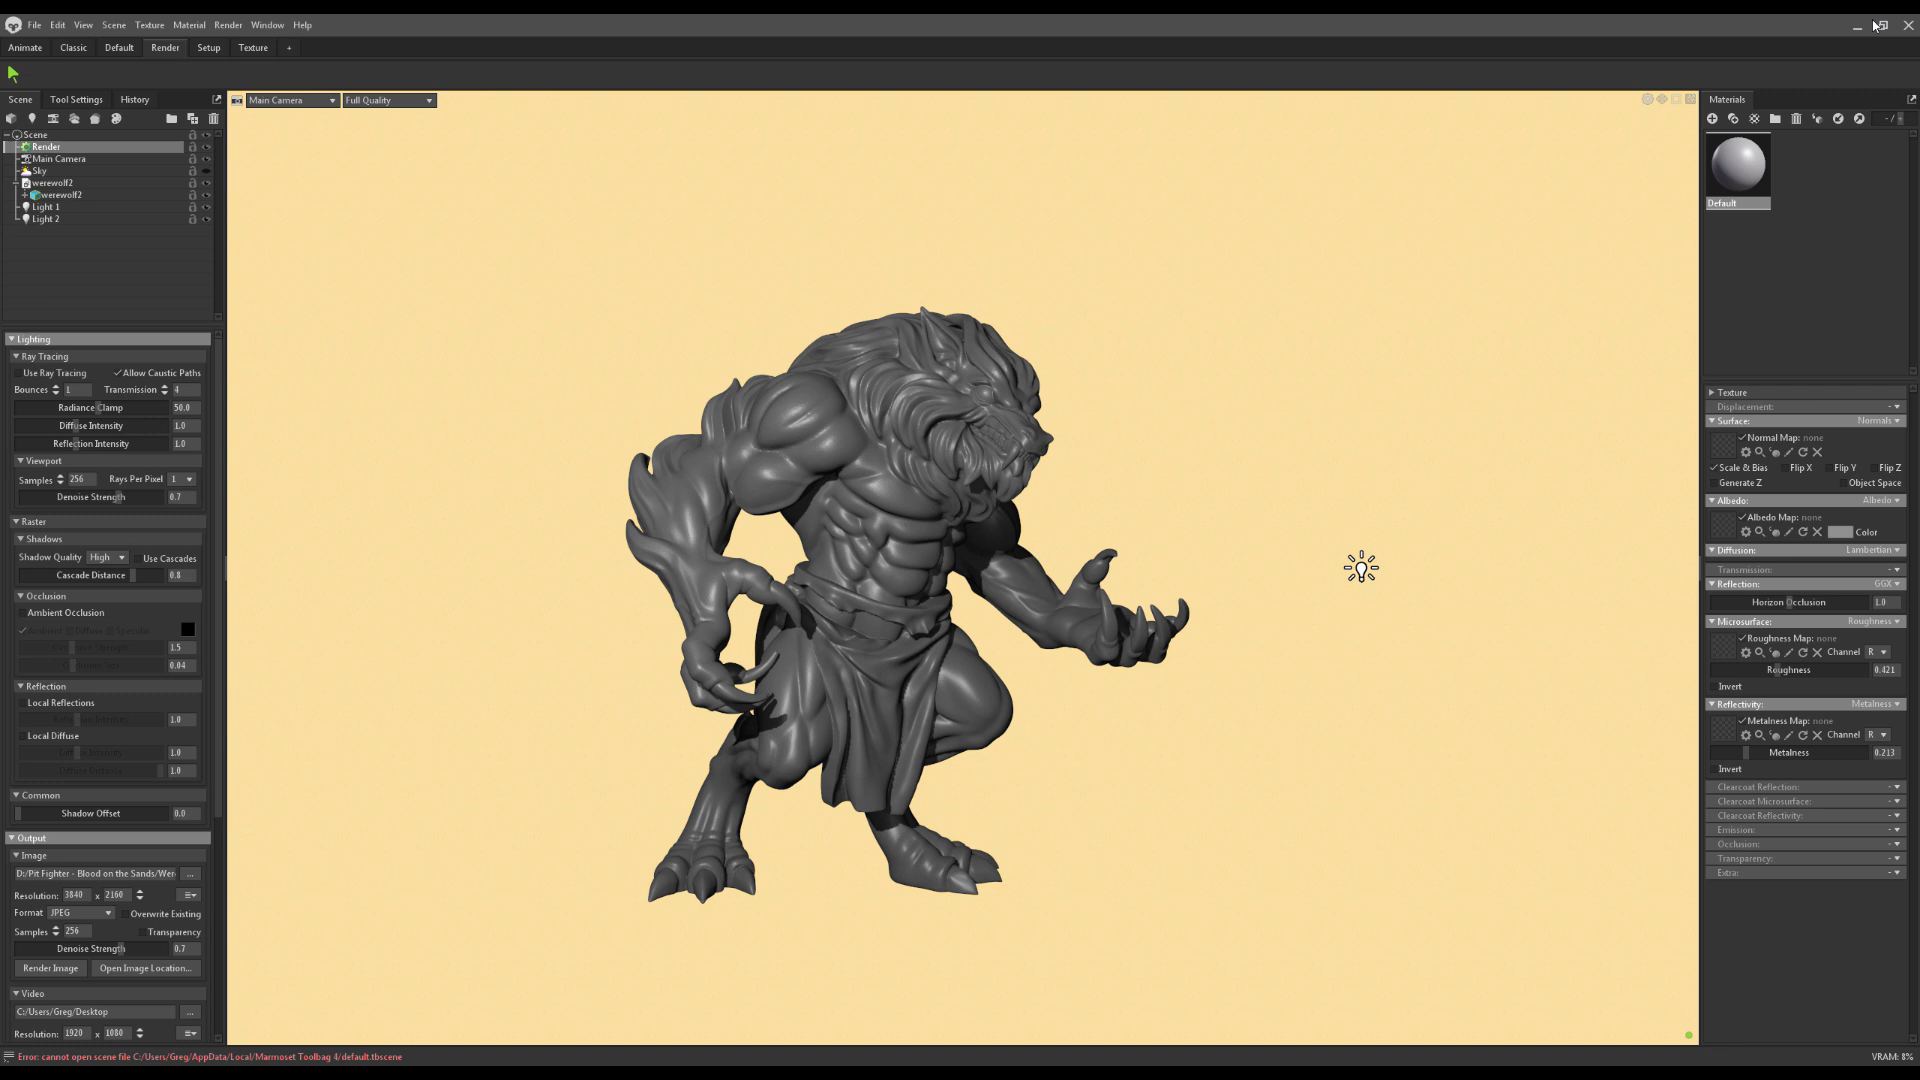 File Edit View Scene Texture Material Render Window Help
Animate Classic Default Render Setup Texture +
Scene Tool Settings History
Main Camera Full Quality
Materials
Scene
Render
Main Camera
Sky
werewolf2
werewolf2
Light 1
Light 2
Default
Lighting
Ray Tracing
Use Ray Tracing Allow Caustic Paths
Bounces 1 Transmission 4
Radiance Clamp 50.0
Diffuse Intensity 1.0
Reflection Intensity 1.0
Viewport
Samples 256 Rays Per Pixel 1
Denoise Strength 0.7
Raster
Shadows
Shadow Quality High Use Cascades
Cascade Distance 0.8
Occlusion
Ambient Occlusion
Ambient Diffuse Specular
1.5
0.04
Reflection
Local Reflections
1.0
Local Diffuse
1.0
1.0
Common
Shadow Offset 0.0
Output
Image
D:/Pit Fighter - Blood on the Sands/Wer ...
Resolution: 3840 x 2160
Format JPEG Overwrite Existing
Samples 256 Transparency
Denoise Strength 0.7
Render Image Open Image Location...
Video
C:/Users/Greg/Desktop ...
Resolution: 1920 x 1080
Texture
Displacement: -
Surface: Normals
Normal Map: none
Scale & Bias Flip X Flip Y Flip Z
Generate Z Object Space
Albedo: Albedo
Albedo Map: none
Color
Diffusion: Lambertian
Transmission: -
Reflection: GGX
Horizon Occlusion 1.0
Microsurface: Roughness
Roughness Map: none
Channel R
Roughness 0.421
Invert
Reflectivity: Metalness
Metalness Map: none
Channel R
Metalness 0.213
Invert
Clearcoat Reflection: -
Clearcoat Microsurface: -
Clearcoat Reflectivity: -
Emission: -
Occlusion: -
Transparency: -
Extra: -
Error: cannot open scene file C:/Users/Greg/AppData/Local/Marmoset Toolbag 4/default.tbscene
VRAM: 8%